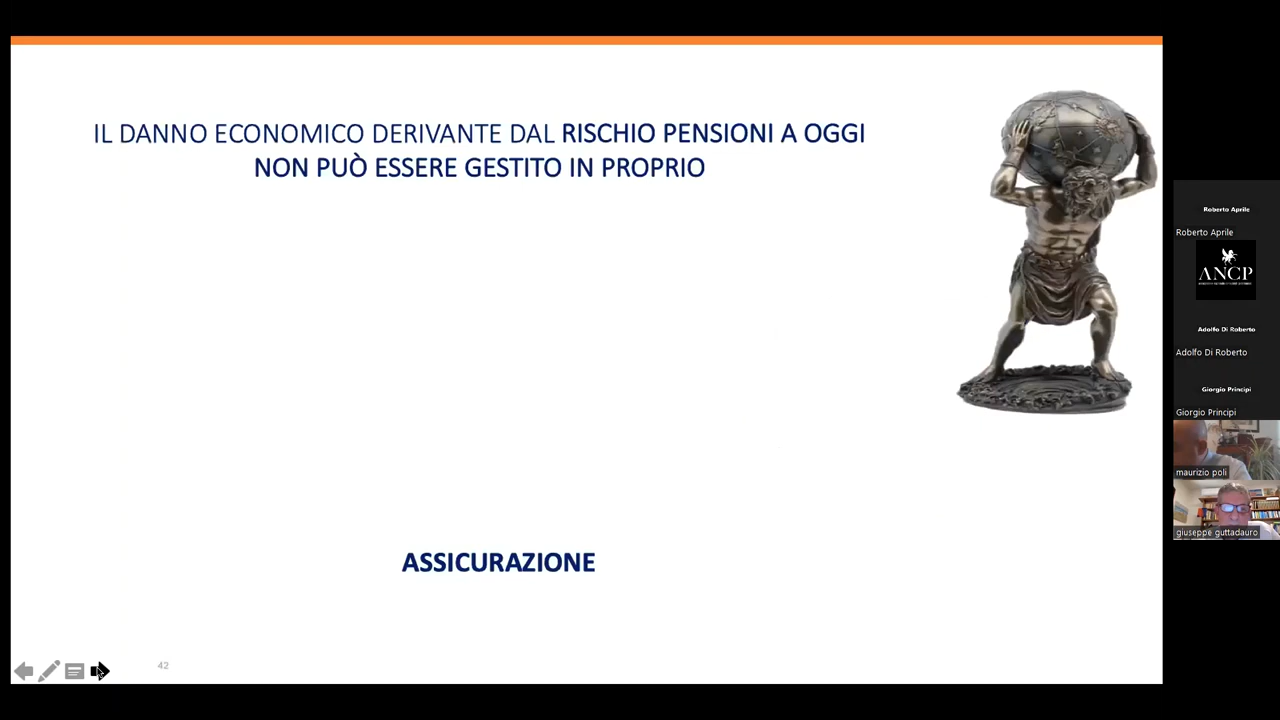 IL DANNO ECONOMICO DERIVANTE DAL RISCHIO PENSIONI A OGGI
NON PUÒ ESSERE GESTITO IN PROPRIO
ASSICURAZIONE
42
Roberto Aprile
Roberto Aprile
ANCP
Adolfo Di Roberto
Adolfo Di Roberto
Giorgio Principi
Giorgio Principi
maurizio poli
giuseppe guttadauro